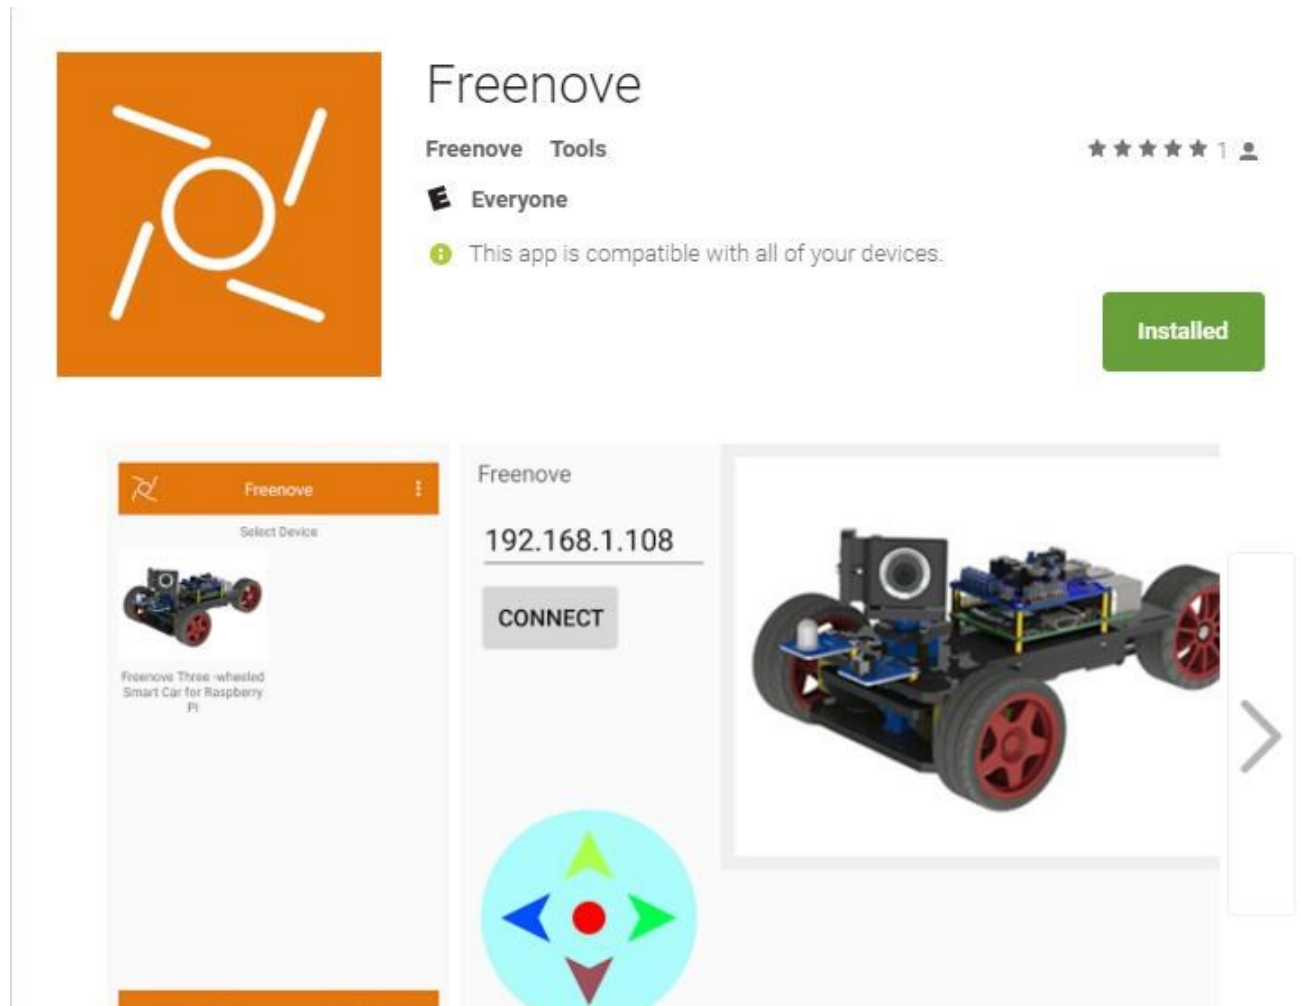 Freenove
Freenove Tools
1
E Everyone
This app is compatible with all of your devices.
Installed
Freenove
Select Device
Freenove Three -wheeled
Smart Car for Raspberry
Pi
Freenove
192.168.1.108
CONNECT